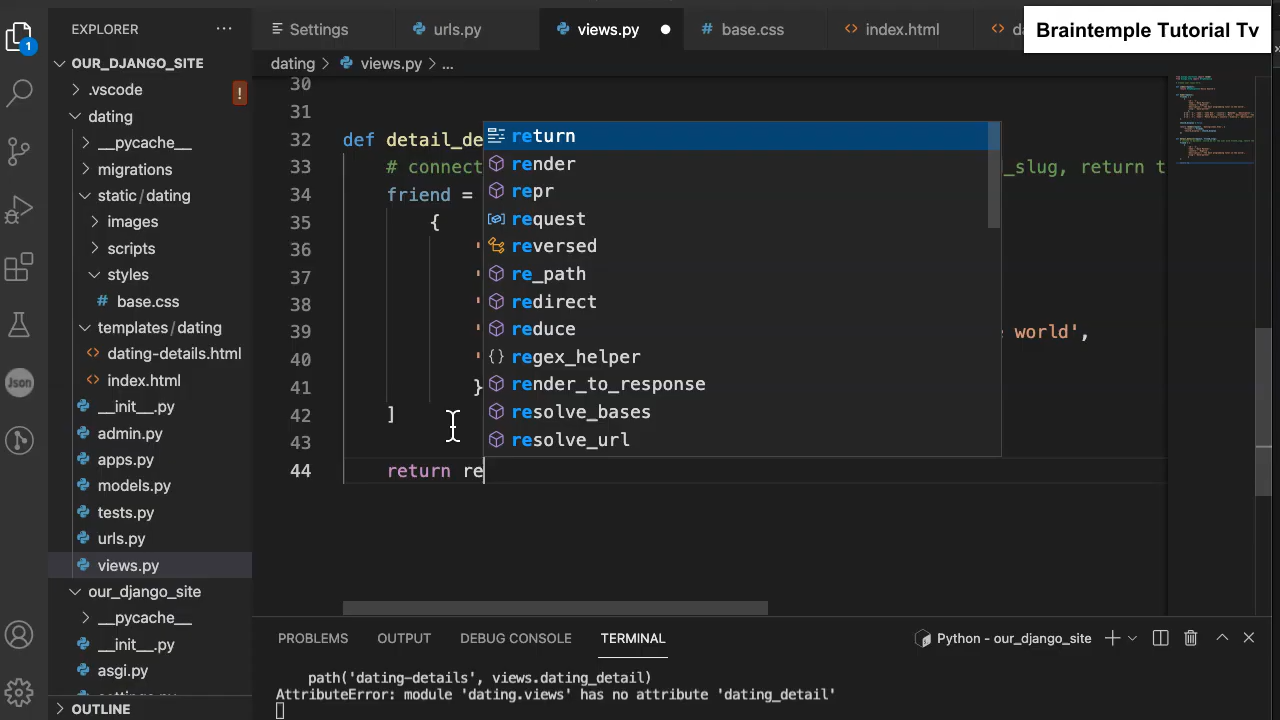 EXPLORER
Settings
urls.py
views.py
base.css
index.html
Braintemple Tutorial Tv
1
OUR_DJANGO_SITE
.vscode
!
dating
__pycache__
migrations
static/dating
images
scripts
styles
base.css
templates/dating
dating-details.html
index.html
__init__.py
admin.py
apps.py
models.py
tests.py
urls.py
views.py
our_django_site
__pycache__
__init__.py
asgi.py
OUTLINE
Json
dating > views.py > ...
30
31
32 def detail_de
33 # connect _slug, return t
34 friend =
35 {
36 '
37 '
38 '
39 ' world',
40 '
41 }
42 ]
43
44 return re
return
render
repr
request
reversed
re_path
redirect
reduce
regex_helper
render_to_response
resolve_bases
resolve_url
PROBLEMS OUTPUT DEBUG CONSOLE TERMINAL
Python - our_django_site
path('dating-details', views.dating_detail)
AttributeError: module 'dating.views' has no attribute 'dating_detail'